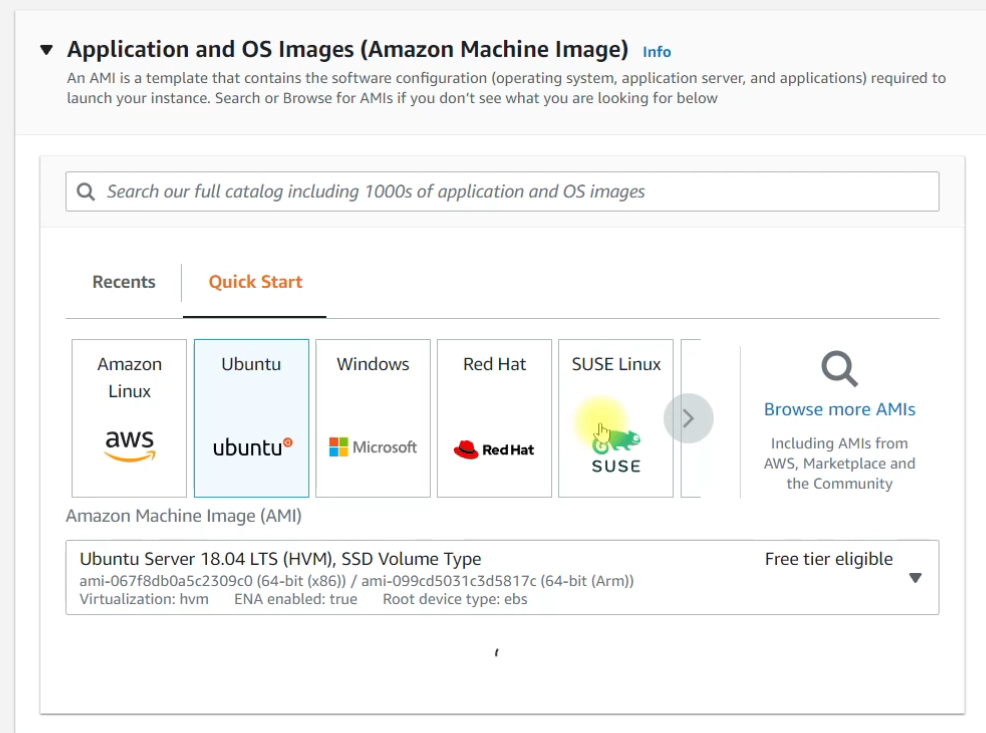 Application and OS Images (Amazon Machine Image) Info
An AMI is a template that contains the software configuration (operating system, application server, and applications) required to
launch your instance. Search or Browse for AMIs if you don't see what you are looking for below
Search our full catalog including 1000s of application and OS images
Recents
Quick Start
Amazon
Linux
aws
Ubuntu
ubuntu
Windows
Microsoft
Red Hat
Red Hat
SUSE Linux
SUSE
Browse more AMIs
Including AMIs from
AWS, Marketplace and
the Community
Amazon Machine Image (AMI)
Ubuntu Server 18.04 LTS (HVM), SSD Volume Type
Free tier eligible
ami-067f8db0a5c2309c0 (64-bit (x86)) / ami-099cd5031c3d5817c (64-bit (Arm))
Virtualization: hvm ENA enabled: true Root device type: ebs